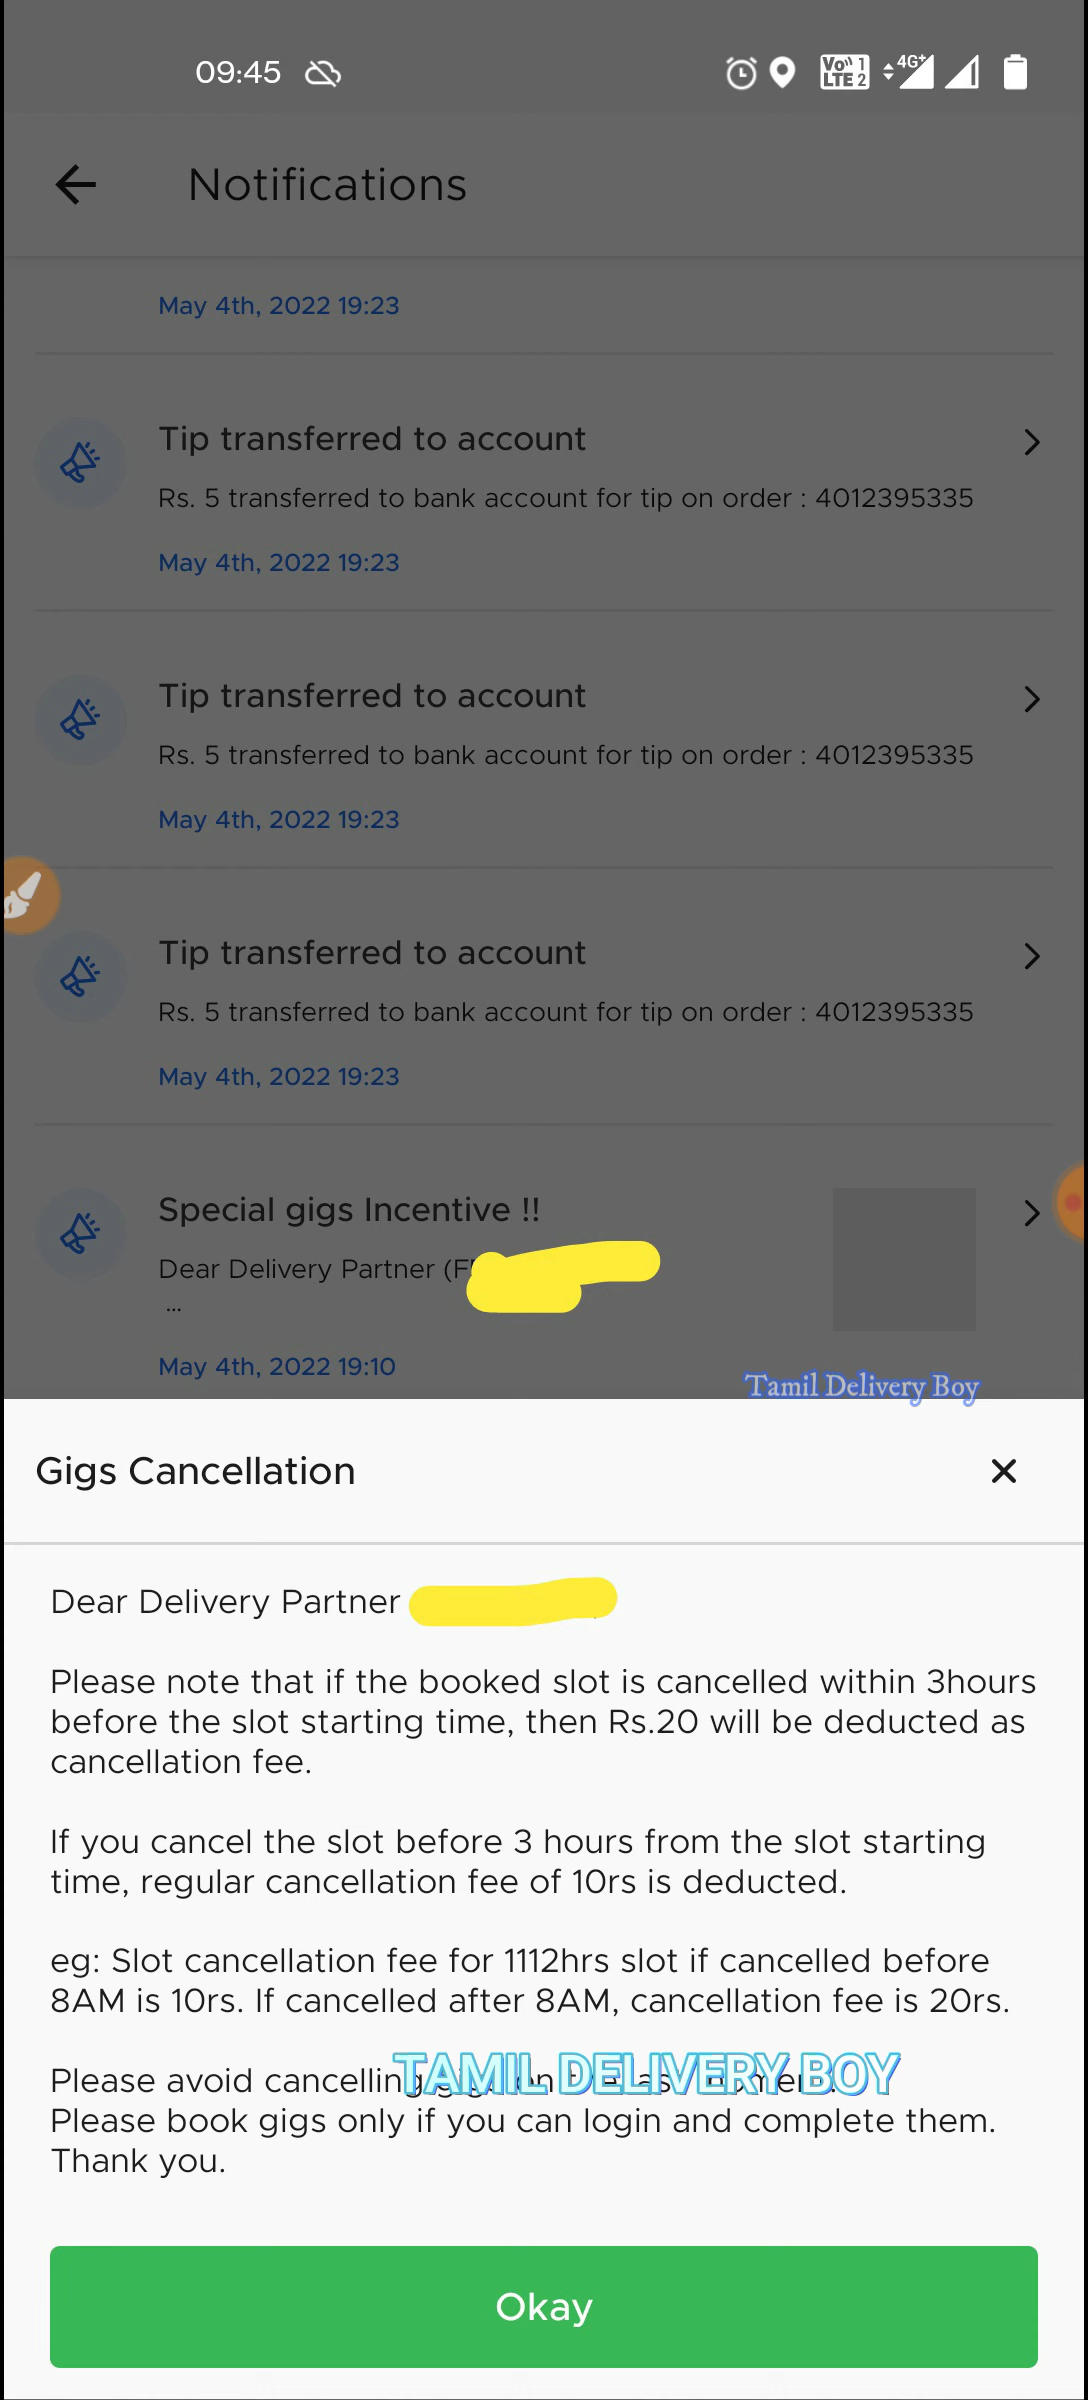 09:45
Vo)) 1
LTE 2
4G+
Notifications
May 4th, 2022 19:23
Tip transferred to account
Rs. 5 transferred to bank account for tip on order : 4012395335
May 4th, 2022 19:23
Tip transferred to account
Rs. 5 transferred to bank account for tip on order : 4012395335
May 4th, 2022 19:23
Tip transferred to account
Rs. 5 transferred to bank account for tip on order : 4012395335
May 4th, 2022 19:23
Special gigs Incentive !!
Dear Delivery Partner
...
May 4th, 2022 19:10
Tamil Delivery Boy
Gigs Cancellation
Dear Delivery Partner
Please note that if the booked slot is cancelled within 3hours
before the slot starting time, then Rs.20 will be deducted as
cancellation fee.
If you cancel the slot before 3 hours from the slot starting
time, regular cancellation fee of 10rs is deducted.
eg: Slot cancellation fee for 1112hrs slot if cancelled before
8AM is 10rs. If cancelled after 8AM, cancellation fee is 20rs.
Please avoid cancelling
TAMIL DELIVERY BOY
Please book gigs only if you can login and complete them.
Thank you.
Okay